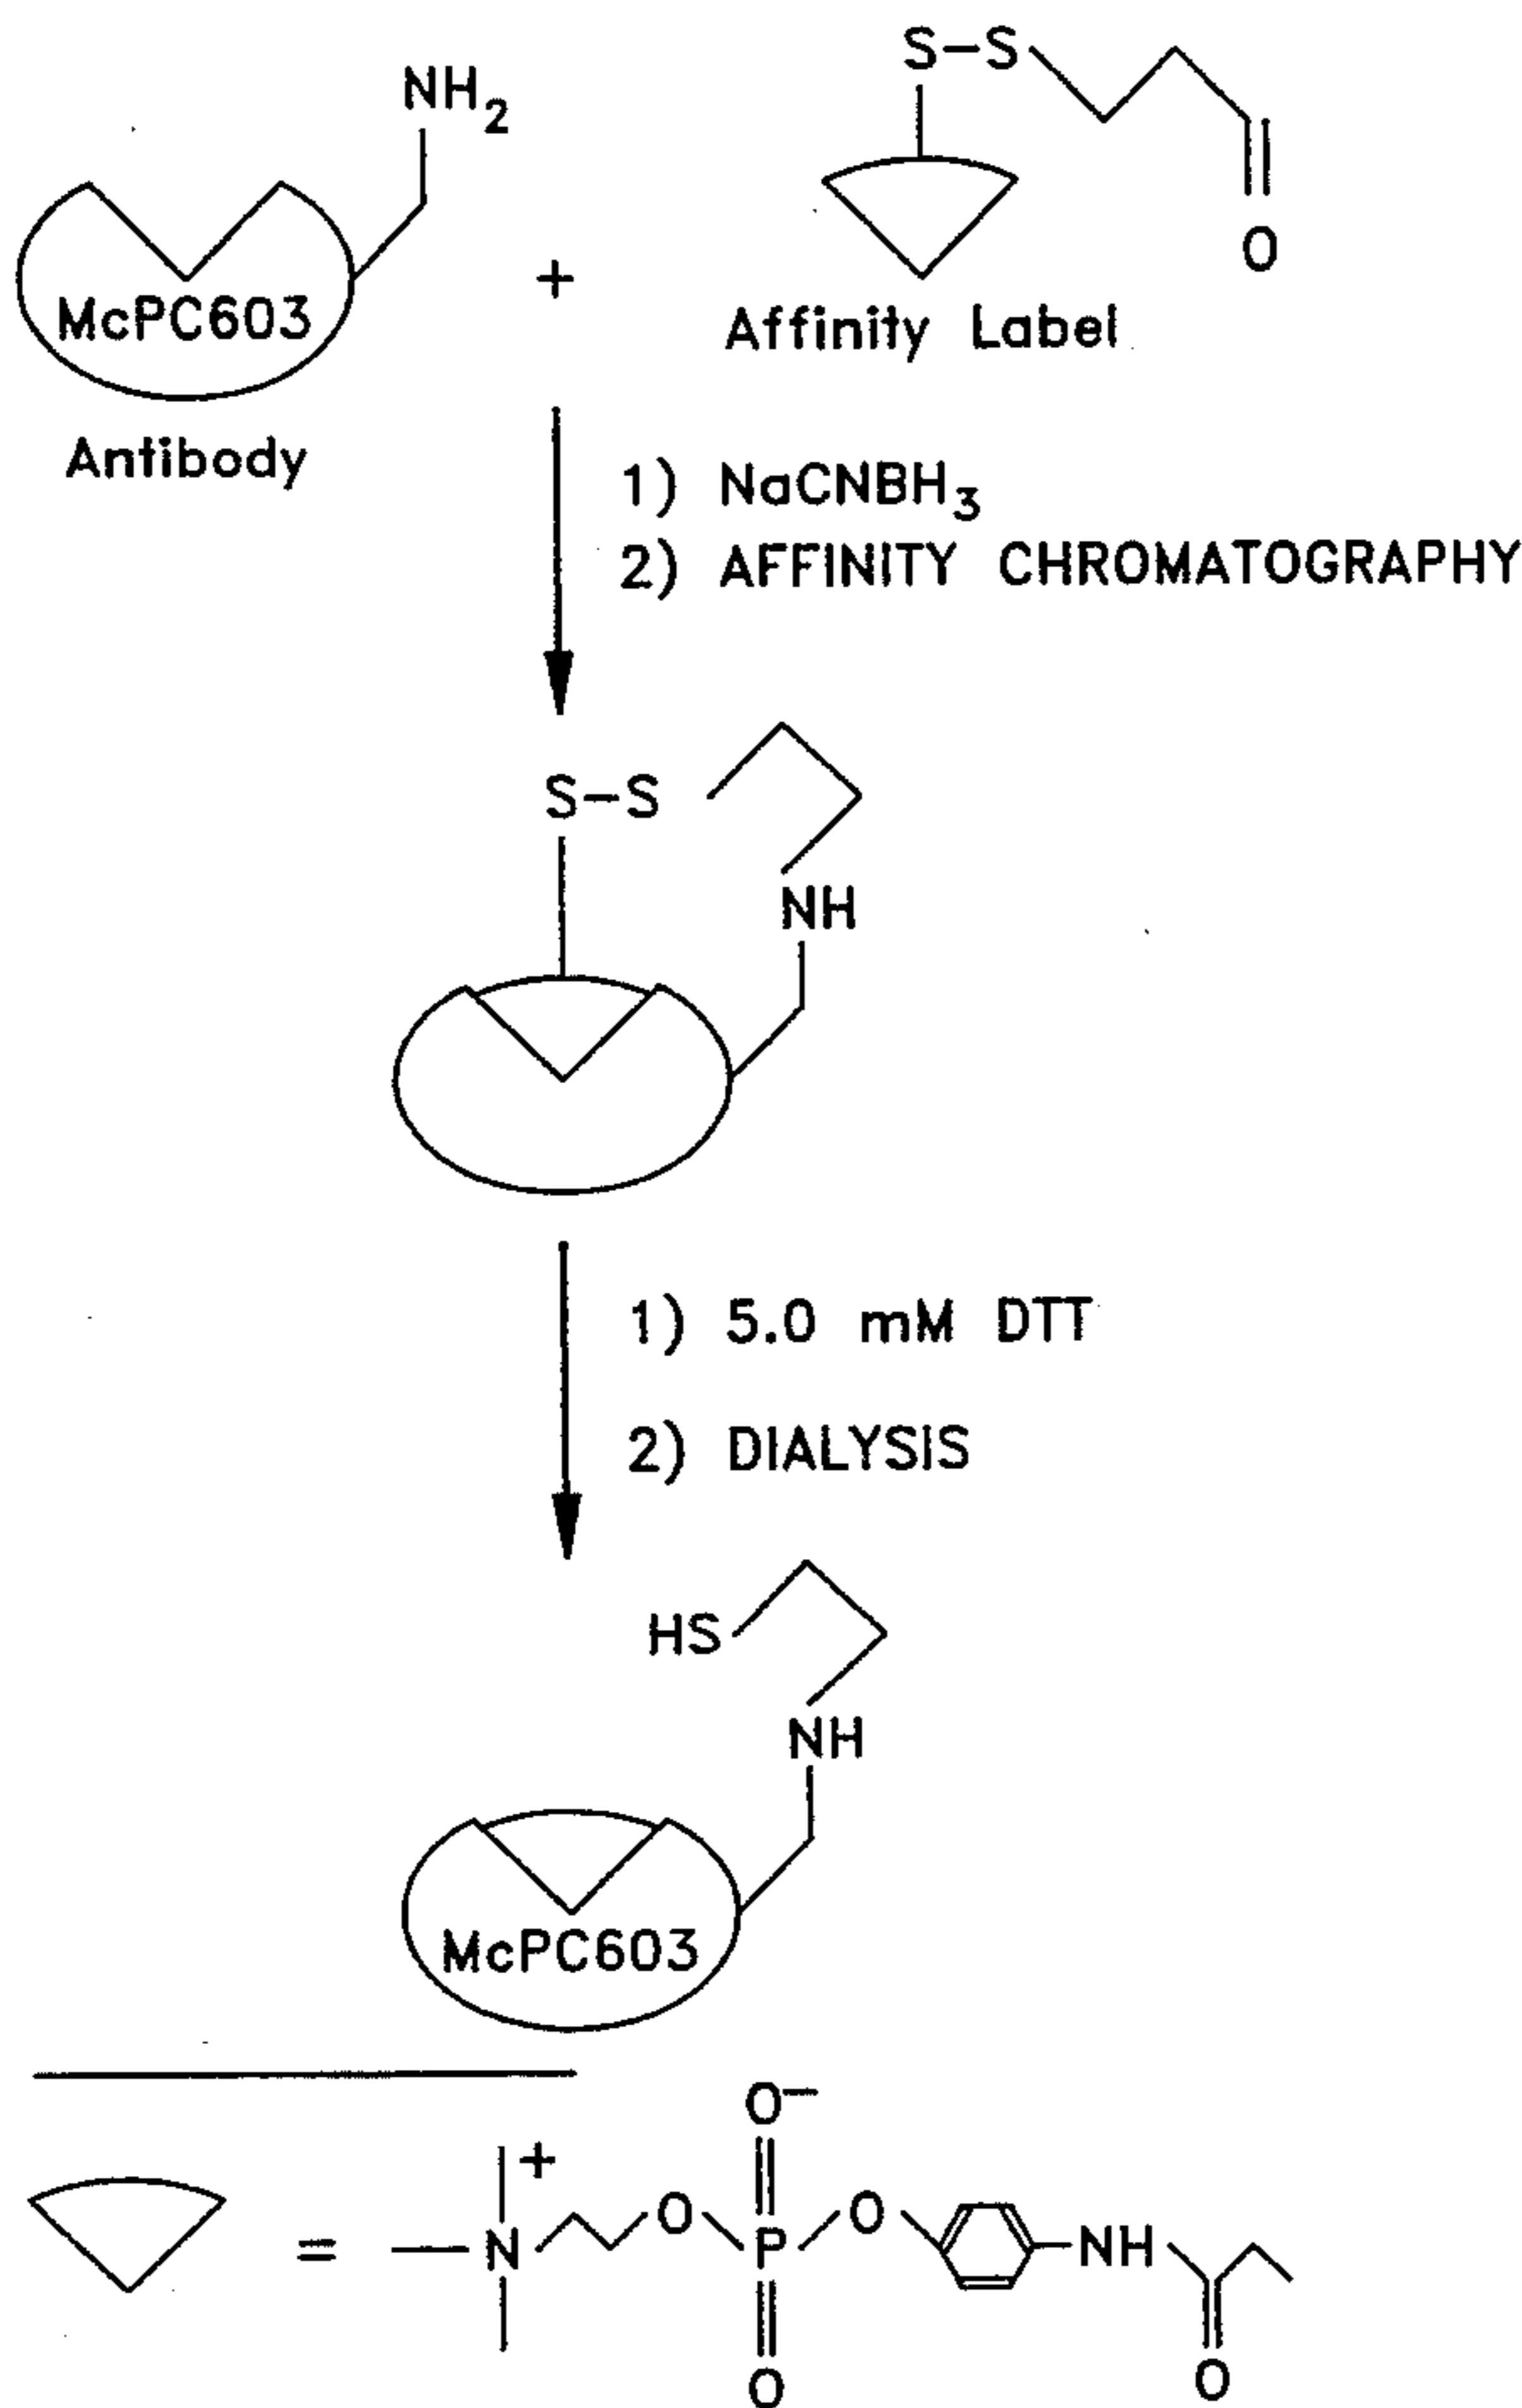 NH2
S-S
O
McPC603
+
Affinity Label
Antibody
1) NaCNBH3
2) AFFINITY CHROMATOGRAPHY
S-S
NH
1) 5.0 mM DTT
2) DIALYSIS
HS
NH
McPC603
O−
+
= N O P O NH
O O